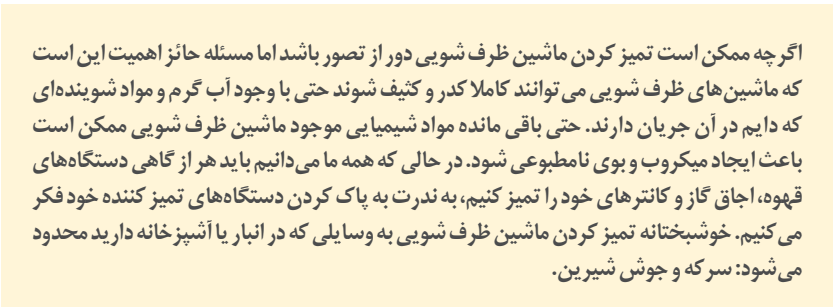 اگرچه ممکن است تمیز کردن ماشین ظرف شویی دور از تصور باشد اما مسئله حائز اهمیت این است
که ماشین‌های ظرف شویی می‌توانند کاملا کدر و کثیف شوند حتی با وجود آب گرم و مواد شوینده‌ای
که دایم در آن جریان دارند. حتی باقی مانده مواد شیمیایی موجود ماشین ظرف شویی ممکن است
باعث ایجاد میکروب و بوی نامطبوعی شود. در حالی که همه ما می‌دانیم باید هر از گاهی دستگاه‌های
قهوه، اجاق گاز و کانترهای خود را تمیز کنیم، به ندرت به پاک کردن دستگاه‌های تمیز کننده خود فکر
می‌کنیم. خوشبختانه تمیز کردن ماشین ظرف شویی به وسایلی که در انبار یا آشپزخانه دارید محدود
می‌شود: سرکه و جوش شیرین.